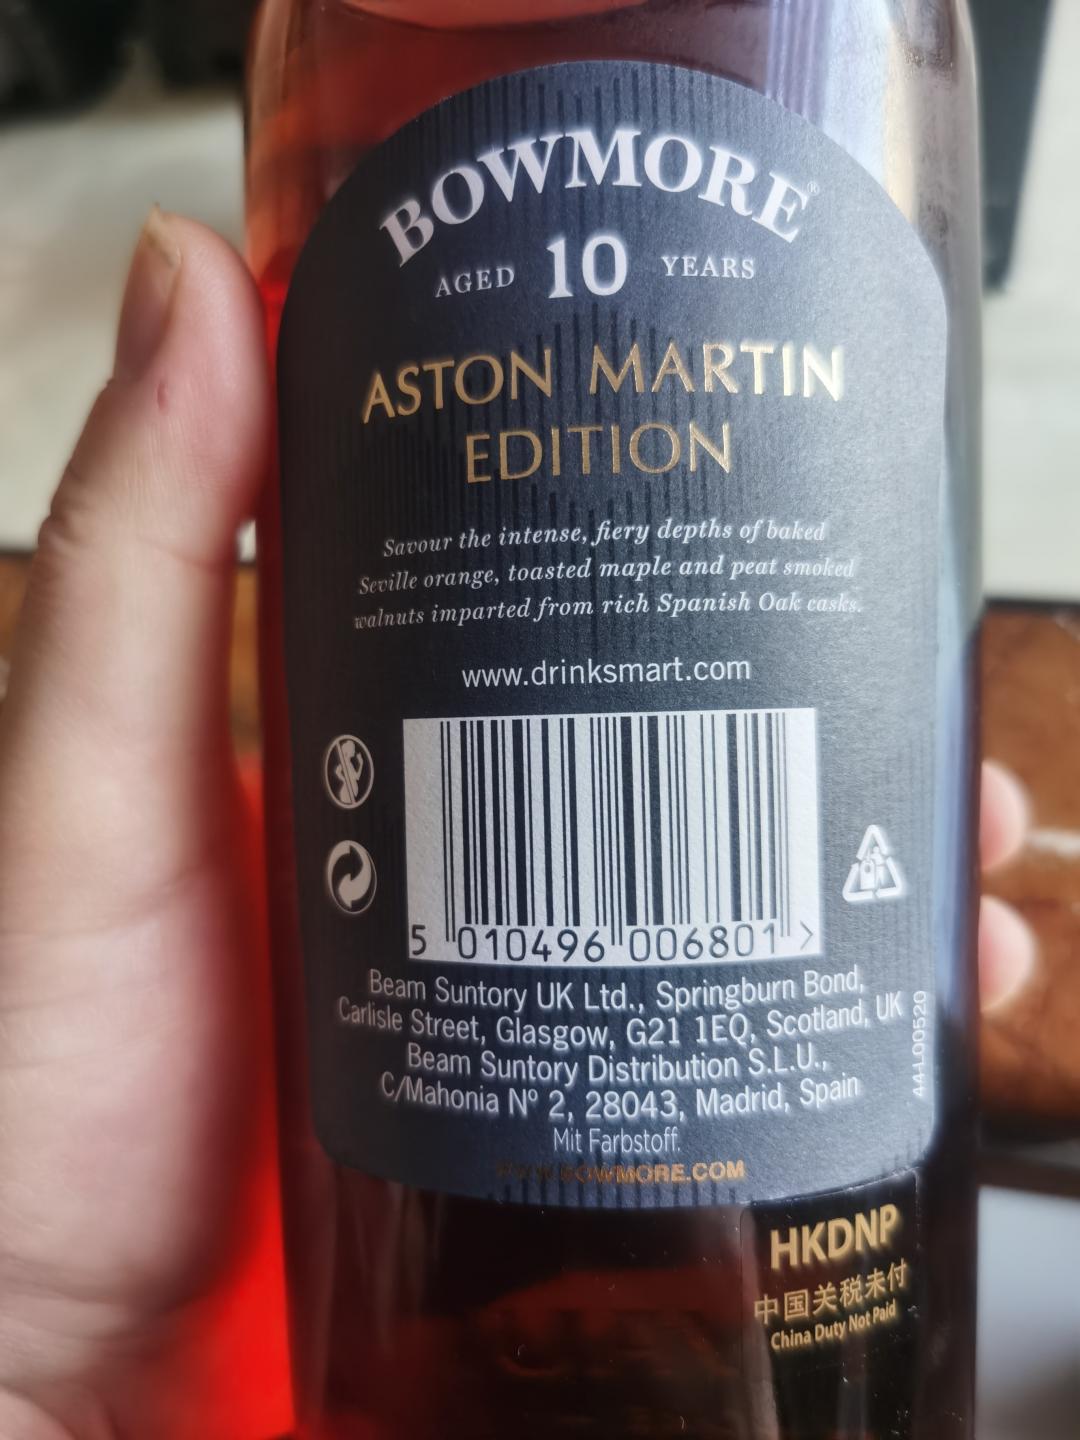 BOWMORE®
AGED 10 YEARS
ASTON MARTIN
EDITION
Savour the intense, fiery depths of baked
Seville orange, toasted maple and peat smoked
walnuts imparted from rich Spanish Oak casks.
www.drinksmart.com
5 010496 006801 >
Beam Suntory UK Ltd., Springburn Bond,
Carlisle Street, Glasgow, G21 1EQ, Scotland, UK
Beam Suntory Distribution S.L.U.,
C/Mahonia Nº 2, 28043, Madrid, Spain
Mit Farbstoff.
WWW.BOWMORE.COM
44-L00520
HKDNP
中国关税未付
China Duty Not Paid